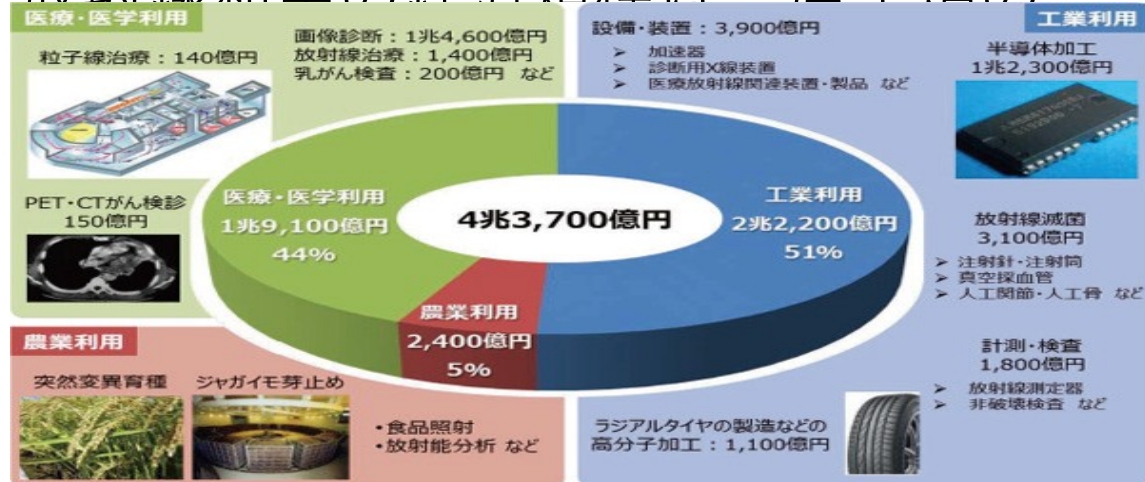 医療・医学利用
粒子線治療：140億円
画像診断：1兆4,600億円
放射線治療：1,400億円
乳がん検査：200億円 など
PET・CTがん検診
150億円
設備・装置：3,900億円
➢ 加速器
➢ 診断用X線装置
➢ 医療放射線関連装置・製品 など
工業利用
半導体加工
1兆2,300億円
放射線滅菌
3,100億円
➢ 注射針・注射筒
➢ 真空採血管
➢ 人工関節・人工骨 など
計測・検査
1,800億円
➢ 放射線測定器
➢ 非破壊検査 など
ラジアルタイヤの製造などの
高分子加工：1,100億円
医療・医学利用
1兆9,100億円
44%
4兆3,700億円
工業利用
2兆2,200億円
51%
農業利用
2,400億円
5%
農業利用
突然変異育種
ジャガイモ芽止め
・食品照射
・放射能分析 など